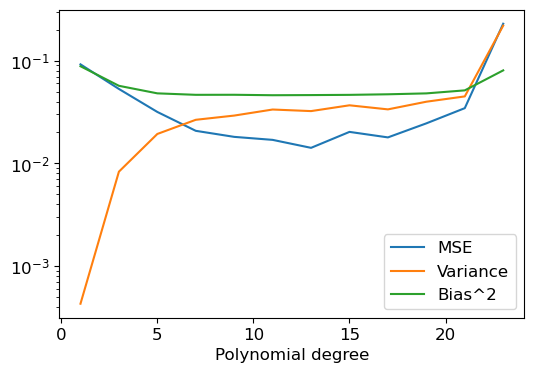 10⁻¹
10⁻²
10⁻³
MSE
Variance
Bias^2
0 5 10 15 20
Polynomial degree